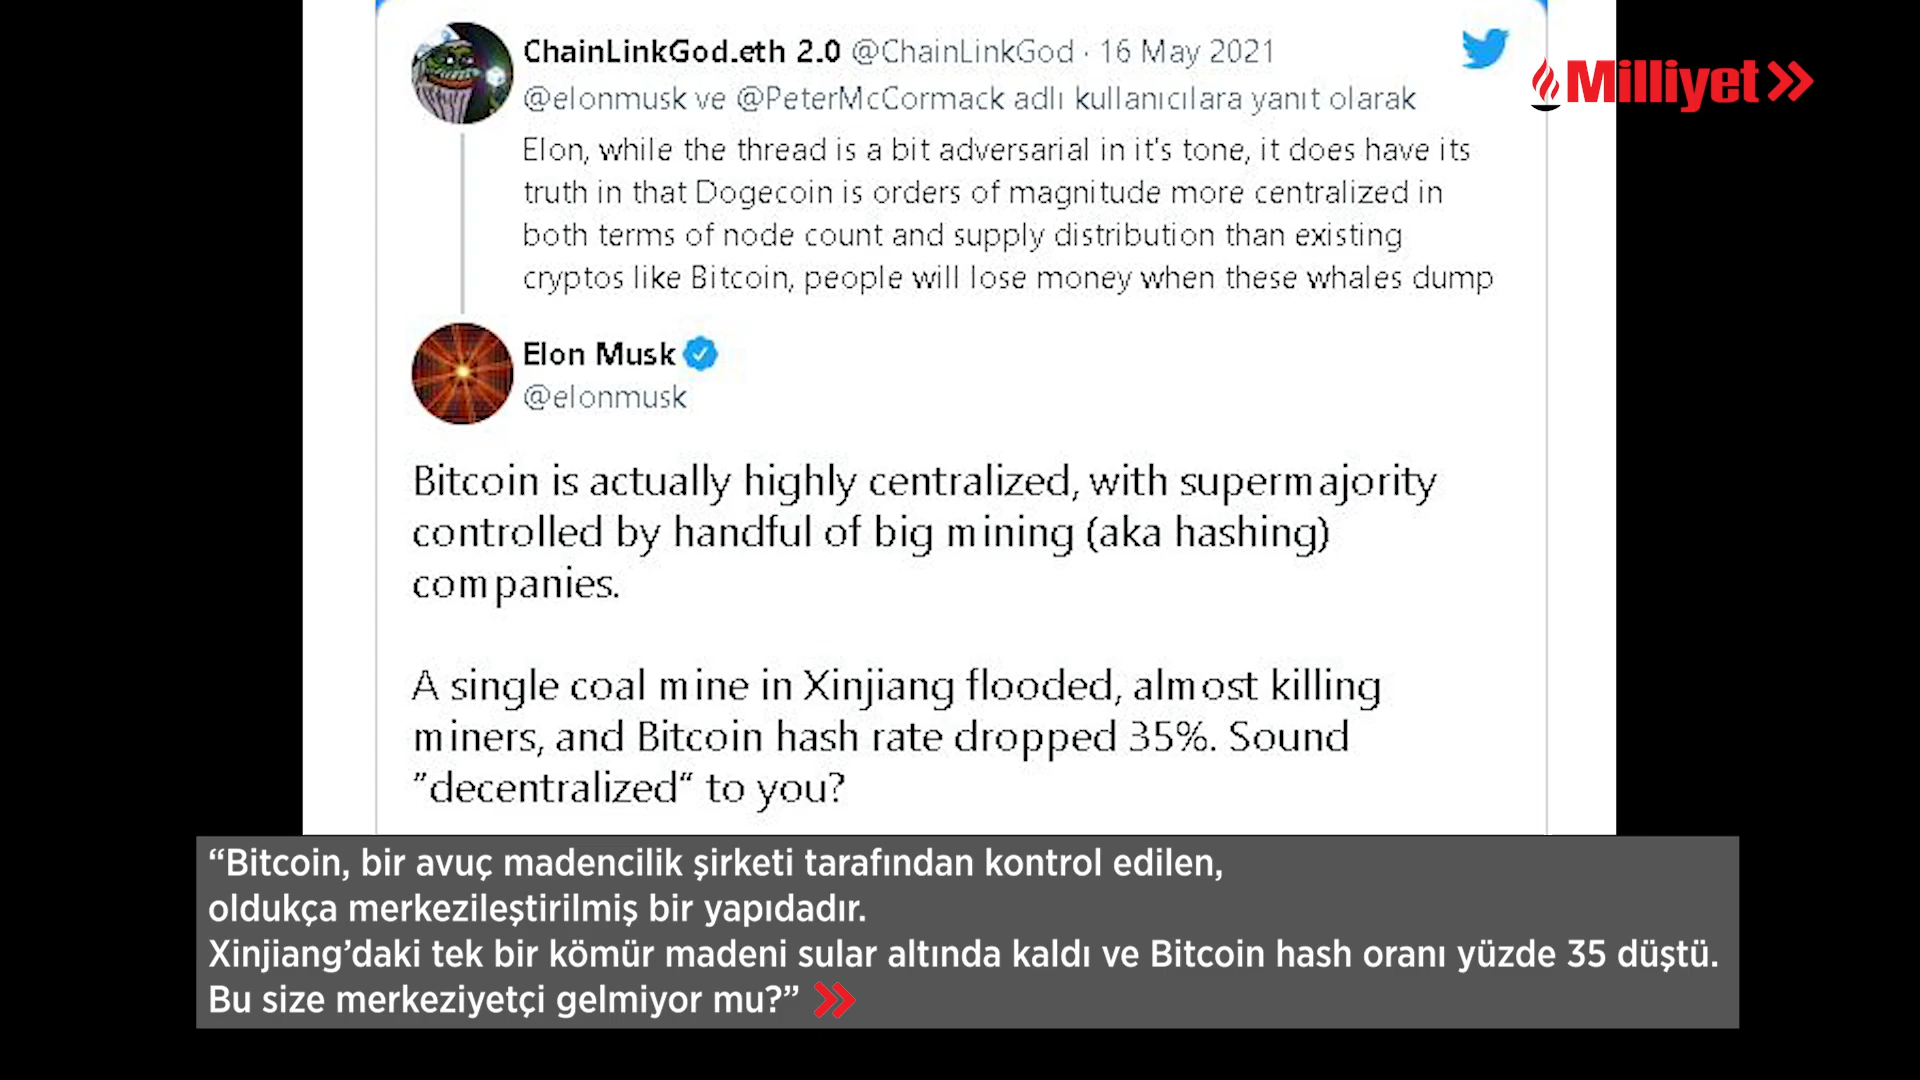 ChainLinkGod.eth 2.0 @ChainLinkGod · 16 May 2021
Milliyet
@elonmusk ve @PeterMcCormack adlı kullanıcılara yanıt olarak
Elon, while the thread is a bit adversarial in it's tone, it does have its
truth in that Dogecoin is orders of magnitude more centralized in
both terms of node count and supply distribution than existing
cryptos like Bitcoin, people will lose money when these whales dump
Elon Musk
@elonmusk
Bitcoin is actually highly centralized, with supermajority
controlled by handful of big mining (aka hashing)
companies.
A single coal mine in Xinjiang flooded, almost killing
miners, and Bitcoin hash rate dropped 35%. Sound
”decentralized“ to you?
“Bitcoin, bir avuç madencilik şirketi tarafından kontrol edilen,
oldukça merkezileştirilmiş bir yapıdadır.
Xinjiang’daki tek bir kömür madeni sular altında kaldı ve Bitcoin hash oranı yüzde 35 düştü.
Bu size merkeziyetçi gelmiyor mu?”